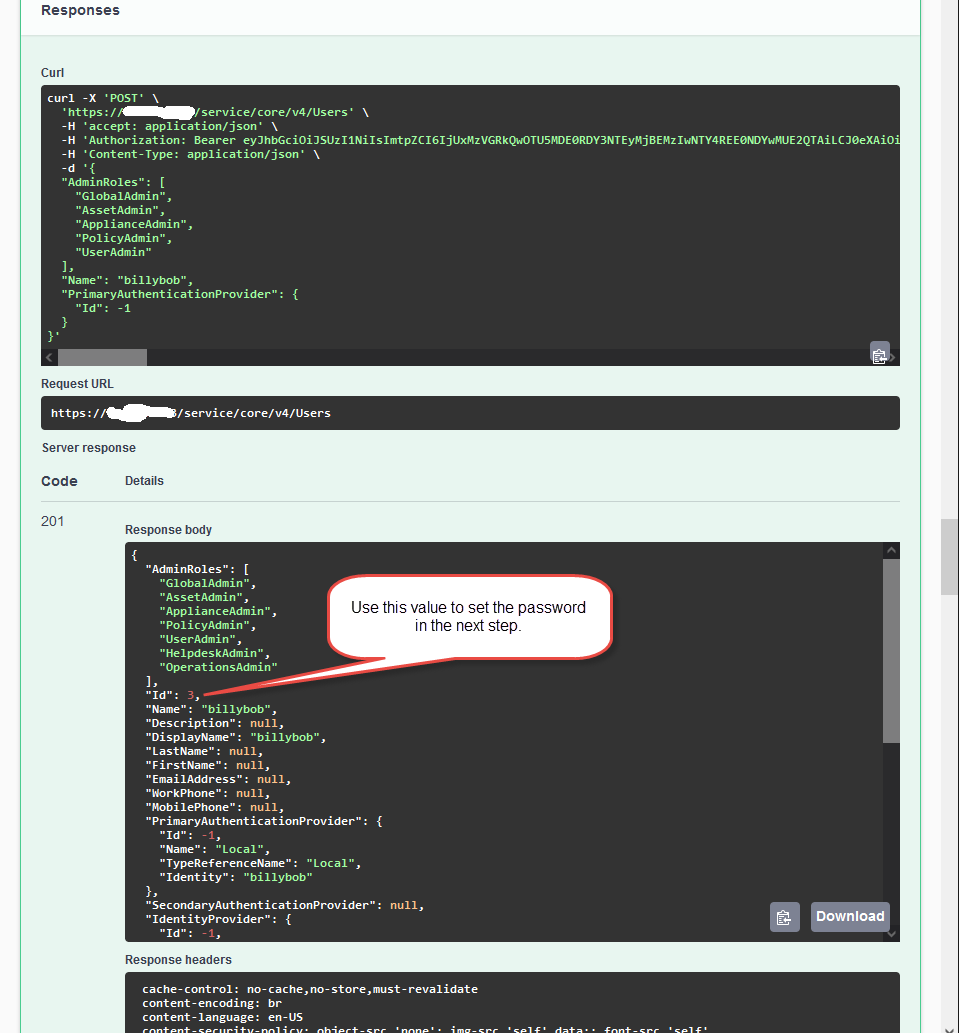 Responses
Curl
curl -X 'POST' \
'https:// /service/core/v4/Users' \
-H 'accept: application/json' \
-H 'Authorization: Bearer eyJhbGciOiJSUzI1NiIsImtpZCI6IjUxMzVGRkQwOTU5MDE0RDY3NTEyMjBEMzIwNTY4REE0NDYwMUE2QTAiLCJ0eXAiOi
-H 'Content-Type: application/json' \
-d '{
"AdminRoles": [
"GlobalAdmin",
"AssetAdmin",
"ApplianceAdmin",
"PolicyAdmin",
"UserAdmin"
],
"Name": "billybob",
"PrimaryAuthenticationProvider": {
"Id": -1
}
}'
Request URL
https:// /service/core/v4/Users
Server response
Code Details
201
Response body
{
"AdminRoles": [
"GlobalAdmin",
"AssetAdmin",
"ApplianceAdmin",
"PolicyAdmin",
"UserAdmin",
"HelpdeskAdmin",
"OperationsAdmin"
],
"Id": 3,
"Name": "billybob",
"Description": null,
"DisplayName": "billybob",
"LastName": null,
"FirstName": null,
"EmailAddress": null,
"WorkPhone": null,
"MobilePhone": null,
"PrimaryAuthenticationProvider": {
"Id": -1,
"Name": "Local",
"TypeReferenceName": "Local",
"Identity": "billybob"
},
"SecondaryAuthenticationProvider": null,
"IdentityProvider": {
"Id": -1,
Use this value to set the password
in the next step.
Download
Response headers
cache-control: no-cache,no-store,must-revalidate
content-encoding: br
content-language: en-US
content-security-policy: object-src 'none'; img-src 'self' data:; font-src 'self'